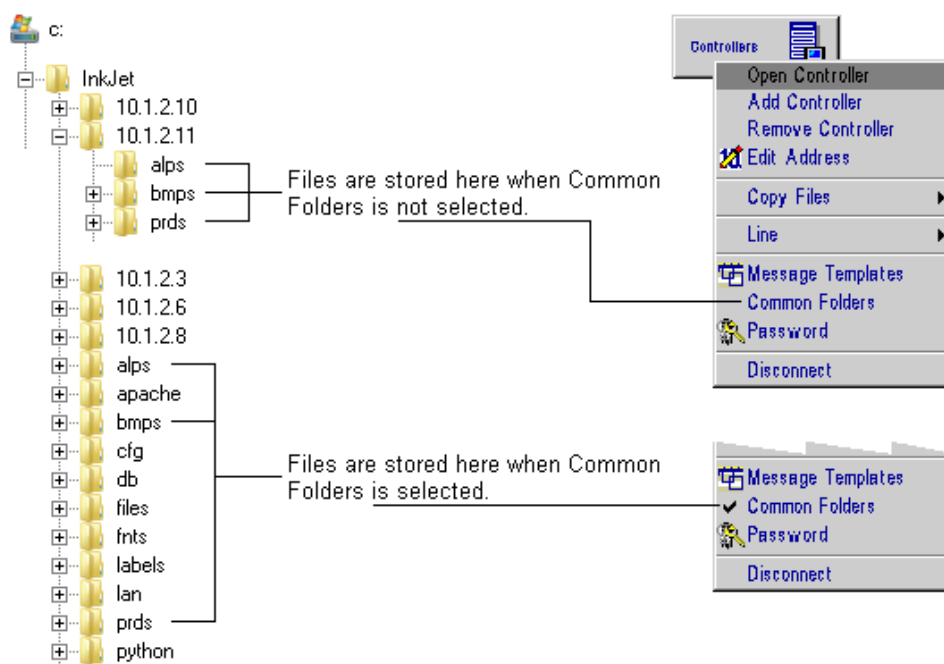 c:
InkJet
10.1.2.10
10.1.2.11
alps
bmps
prds
Files are stored here when Common
Folders is not selected.
10.1.2.3
10.1.2.6
10.1.2.8
alps
apache
bmps
cfg
db
files
fnts
labels
lan
prds
python
Files are stored here when Common
Folders is selected.
Controllers
Open Controller
Add Controller
Remove Controller
Edit Address
Copy Files
Line
Message Templates
Common Folders
Password
Disconnect
Message Templates
Common Folders
Password
Disconnect